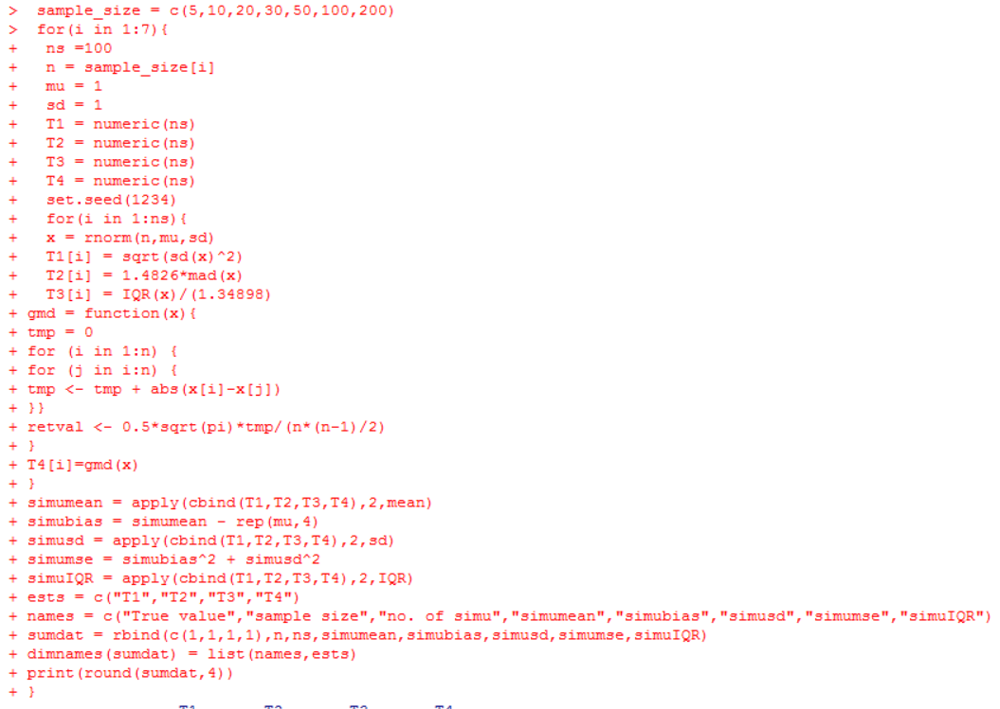 >  sample_size = c(5,10,20,30,50,100,200)
>  for(i in 1:7){
+   ns =100
+   n = sample_size[i]
+   mu = 1
+   sd = 1
+   T1 = numeric(ns)
+   T2 = numeric(ns)
+   T3 = numeric(ns)
+   T4 = numeric(ns)
+   set.seed(1234)
+   for(i in 1:ns){
+   x = rnorm(n,mu,sd)
+   T1[i] = sqrt(sd(x)^2)
+   T2[i] = 1.4826*mad(x)
+   T3[i] = IQR(x)/(1.34898)
+ gmd = function(x){
+ tmp = 0
+ for (i in 1:n) {
+ for (j in i:n) {
+ tmp <- tmp + abs(x[i]-x[j])
+ }}
+ retval <- 0.5*sqrt(pi)*tmp/(n*(n-1)/2)
+ }
+ T4[i]=gmd(x)
+ }
+ simumean = apply(cbind(T1,T2,T3,T4),2,mean)
+ simubias = simumean - rep(mu,4)
+ simusd = apply(cbind(T1,T2,T3,T4),2,sd)
+ simumse = simubias^2 + simusd^2
+ simuIQR = apply(cbind(T1,T2,T3,T4),2,IQR)
+ ests = c("T1","T2","T3","T4")
+ names = c("True value","sample size","no. of simu","simumean","simubias","simusd","simumse","simuIQR")
+ sumdat = rbind(c(1,1,1,1),n,ns,simumean,simubias,simusd,simumse,simuIQR)
+ dimnames(sumdat) = list(names,ests)
+ print(round(sumdat,4))
+ }